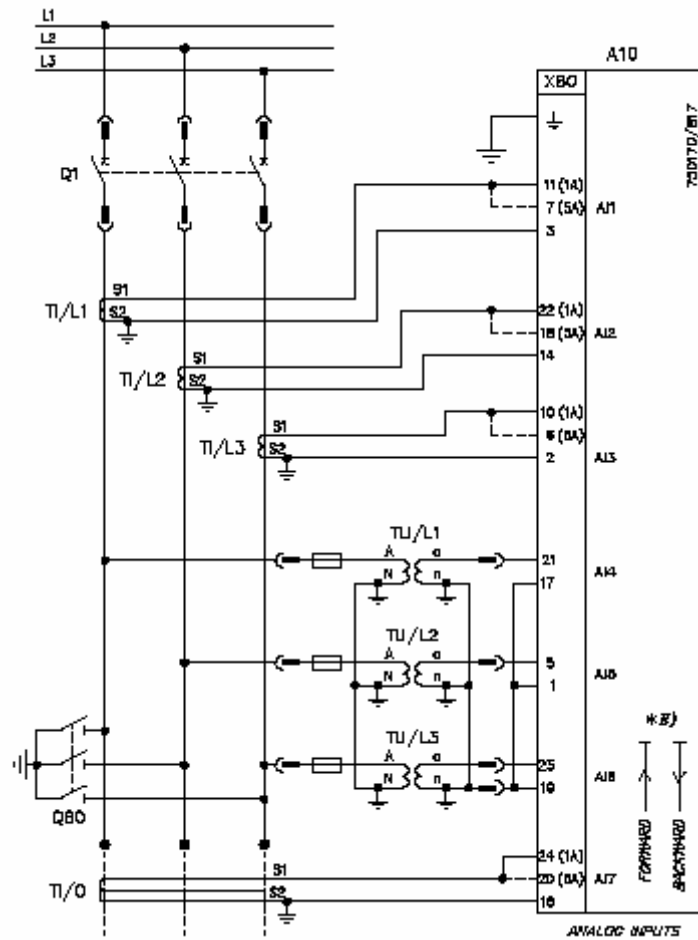 L1
L2
L3
A10
X80
750170/817
Q1
11 (1A)
7 (5A)
AI1
3
TI/L1
S1
S2
22 (1A)
18 (5A)
AI2
14
TI/L2
S1
S2
10 (1A)
6 (5A)
AI3
2
TI/L3
S1
S2
TU/L1
A
N
a
n
21
17
AI4
TU/L2
A
N
a
n
5
1
AI5
TU/L3
A
N
a
n
25
19
AI6
FORWARD
BACKWARD
Q80
24 (1A)
20 (5A)
AI7
16
TI/0
S1
S2
ANALOG INPUTS